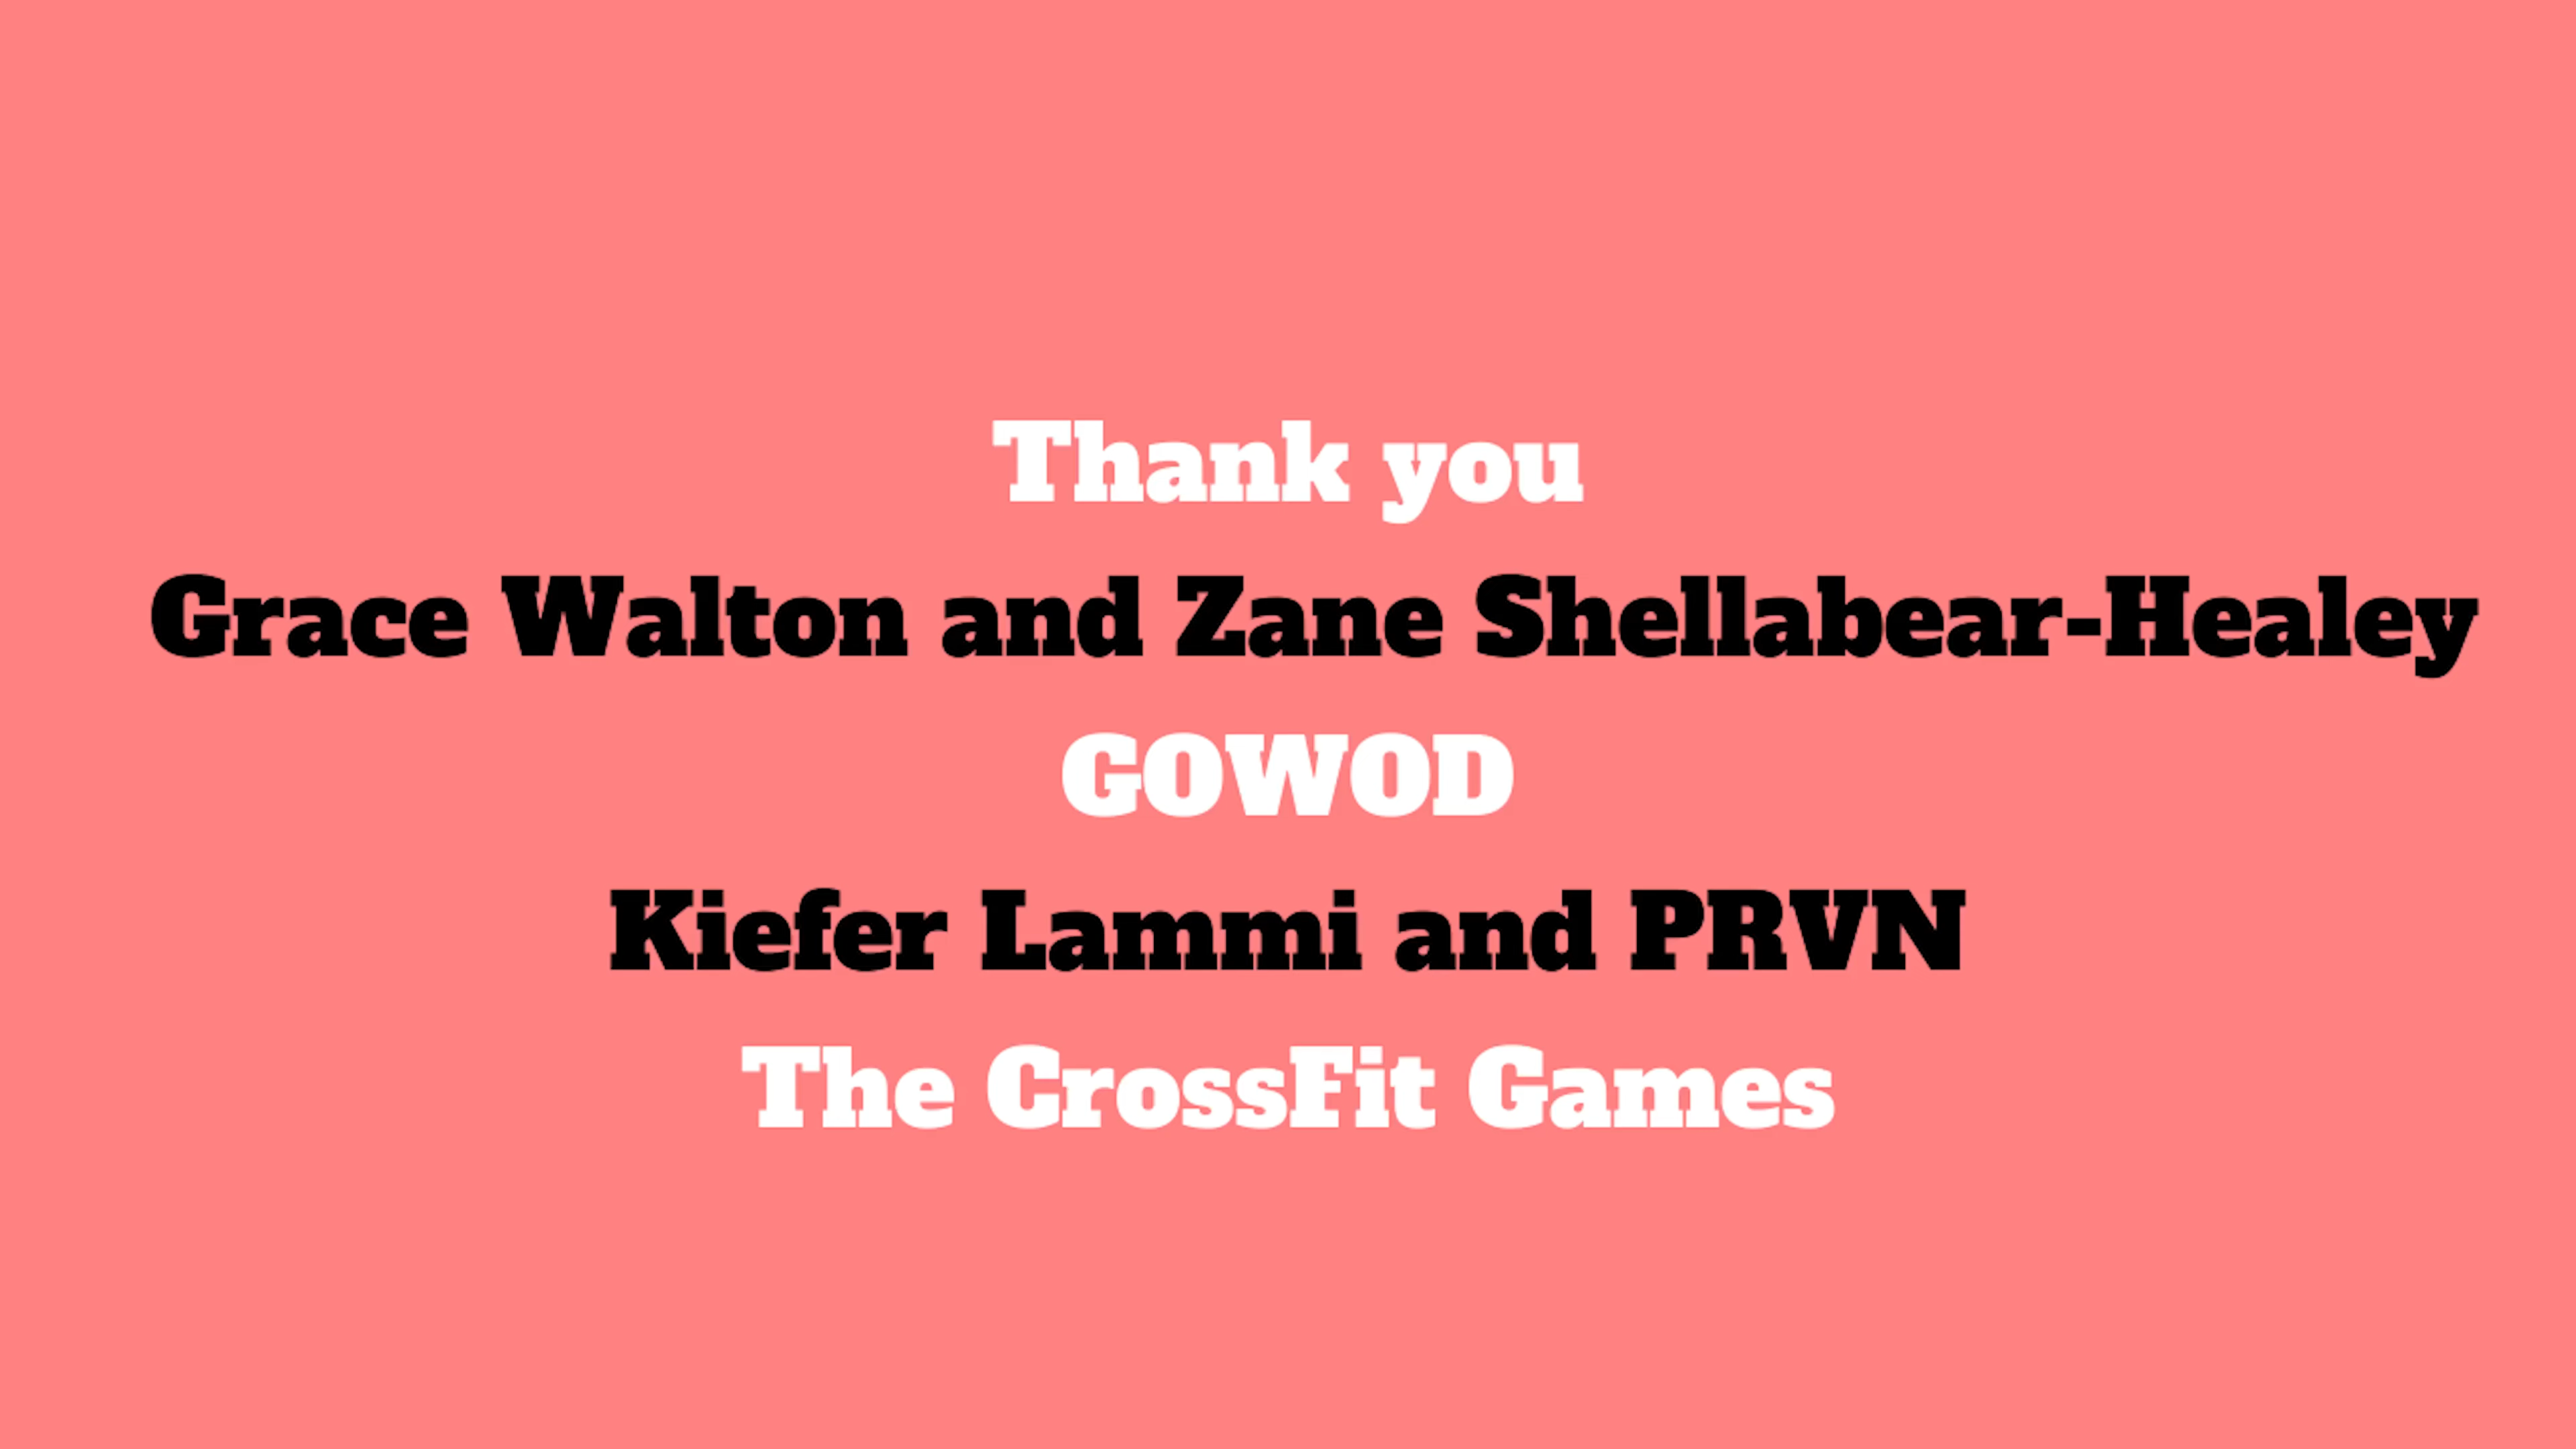 Thank you
Grace Walton and Zane Shellabear-Healey
GOWOD
Kiefer Lammi and PRVN
The CrossFit Games